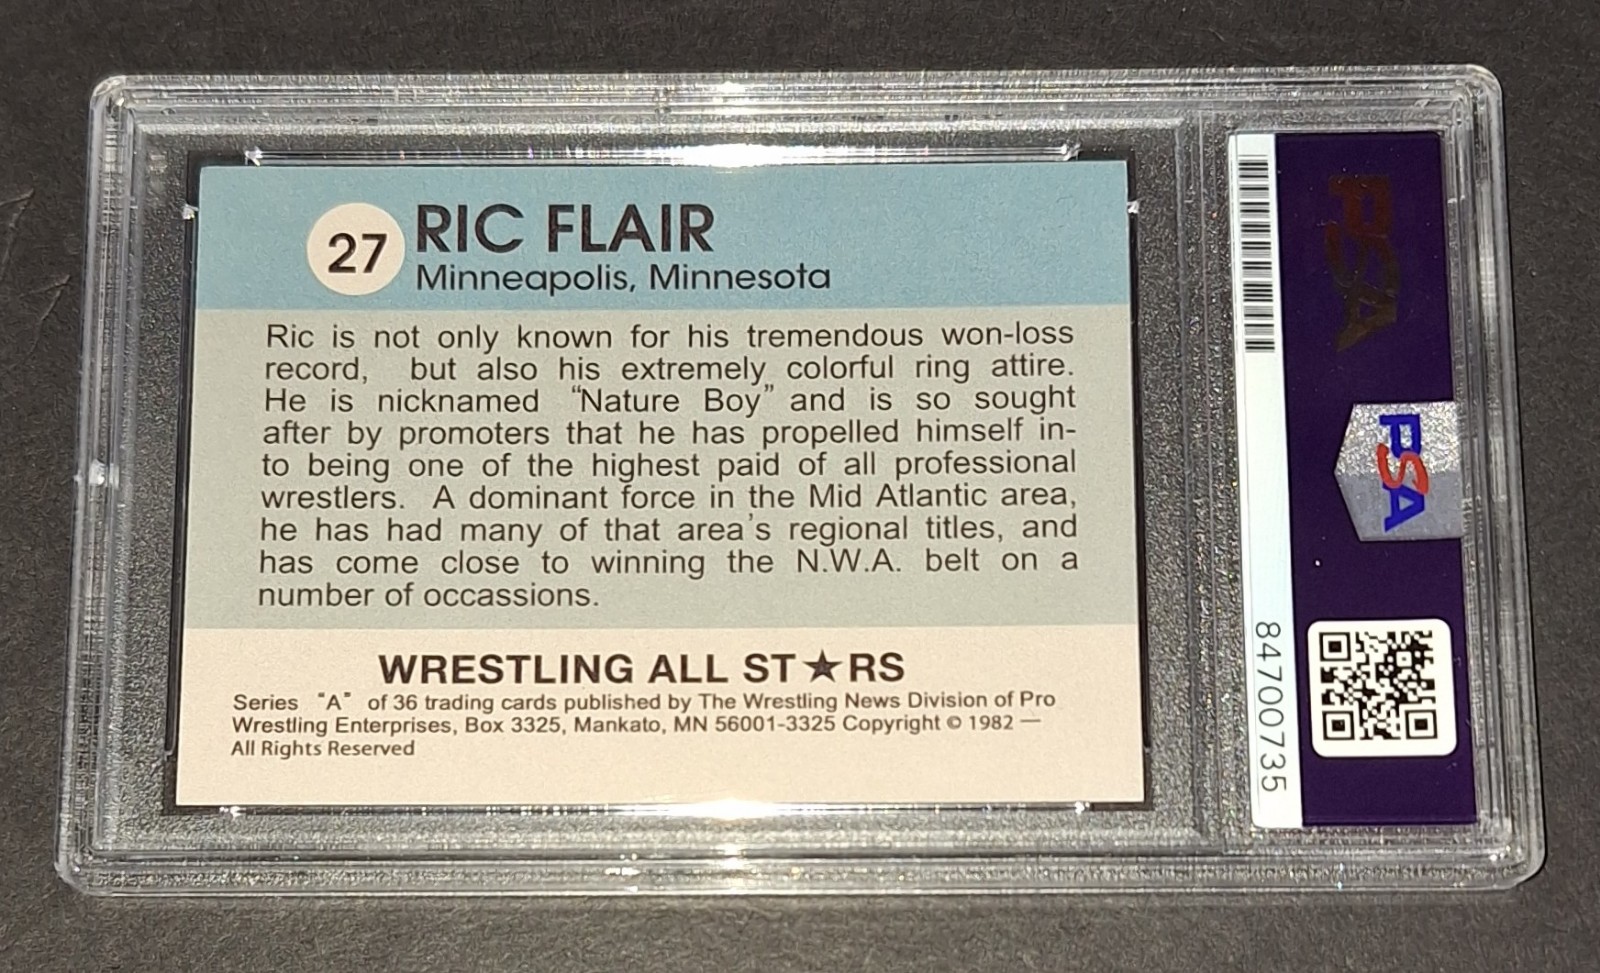 27
RIC FLAIR
Minneapolis, Minnesota
Ric is not only known for his tremendous won-loss
record, but also his extremely colorful ring attire.
He is nicknamed "Nature Boy" and is so sought
after by promoters that he has propelled himself in-
to being one of the highest paid of all professional
wrestlers. A dominant force in the Mid Atlantic area,
he has had many of that area's regional titles, and
has come close to winning the N.W.A. belt on a
number of occassions.
WRESTLING ALL ST★RS
Series "A" of 36 trading cards published by The Wrestling News Division of Pro
Wrestling Enterprises, Box 3325, Mankato, MN 56001-3325 Copyright © 1982 —
All Rights Reserved
84700735
PSA
PSA